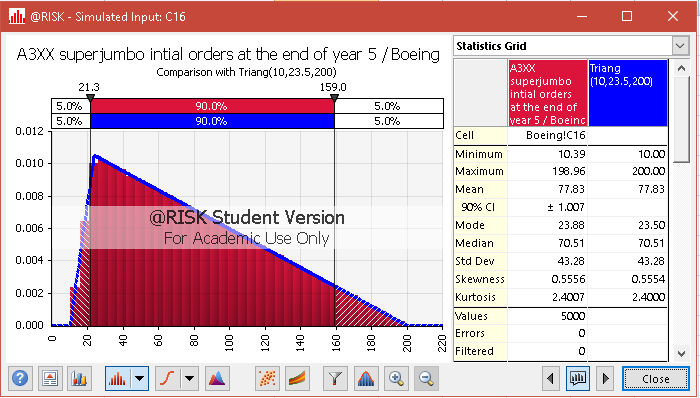 @RISK - Simulated Input: C16
A3XX superjumbo intial orders at the end of year 5 / Boeing
Comparison with Triang(10,23.5,200)
21.3 159.0
5.0% 90.0% 5.0%
5.0% 90.0% 5.0%
0.012
0.010
0.008
0.006
0.004
0.002
0.000
@RISK Student Version
For Academic Use Only
0 20 40 60 80 100 120 140 160 180 200 220
Statistics Grid
A3XX
superjumbo
intial orders
at the end of
year 5 / Boeing
Triang
(10,23.5,200)
Cell Boeing!C16
Minimum 10.39 10.00
Maximum 198.96 200.00
Mean 77.83 77.83
90% CI ± 1.007
Mode 23.88 23.50
Median 70.51 70.51
Std Dev 43.28 43.28
Skewness 0.5556 0.5554
Kurtosis 2.4007 2.4000
Values 5000
Errors 0
Filtered 0
Close